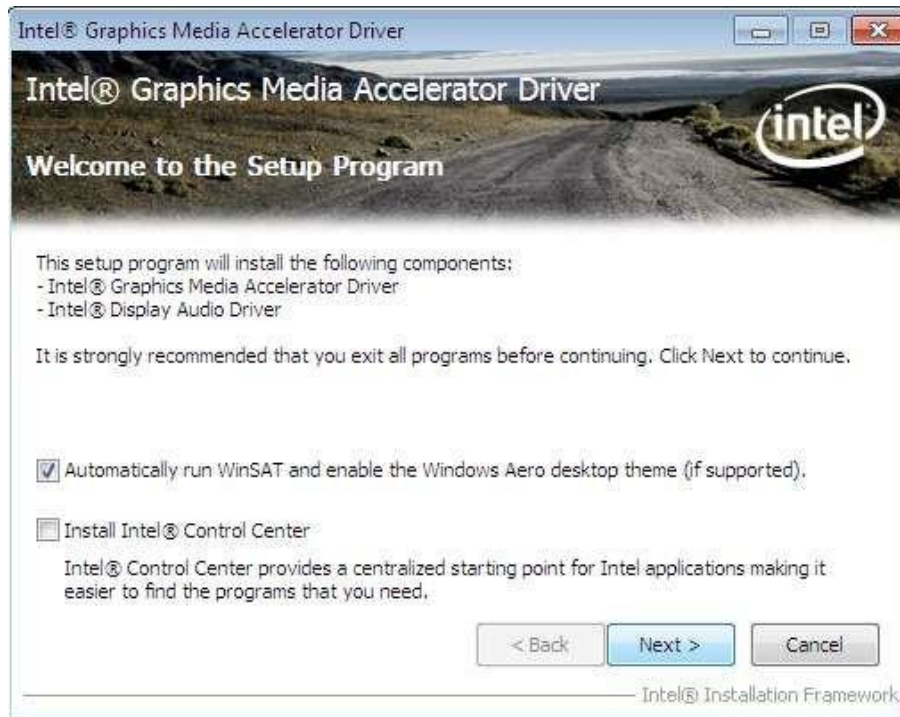 Intel® Graphics Media Accelerator Driver
Intel® Graphics Media Accelerator Driver
intel
Welcome to the Setup Program
This setup program will install the following components:
- Intel® Graphics Media Accelerator Driver
- Intel® Display Audio Driver
It is strongly recommended that you exit all programs before continuing. Click Next to continue.
Automatically run WinSAT and enable the Windows Aero desktop theme (if supported).
Install Intel® Control Center
Intel® Control Center provides a centralized starting point for Intel applications making it
easier to find the programs that you need.
< Back Next > Cancel
Intel® Installation Framework